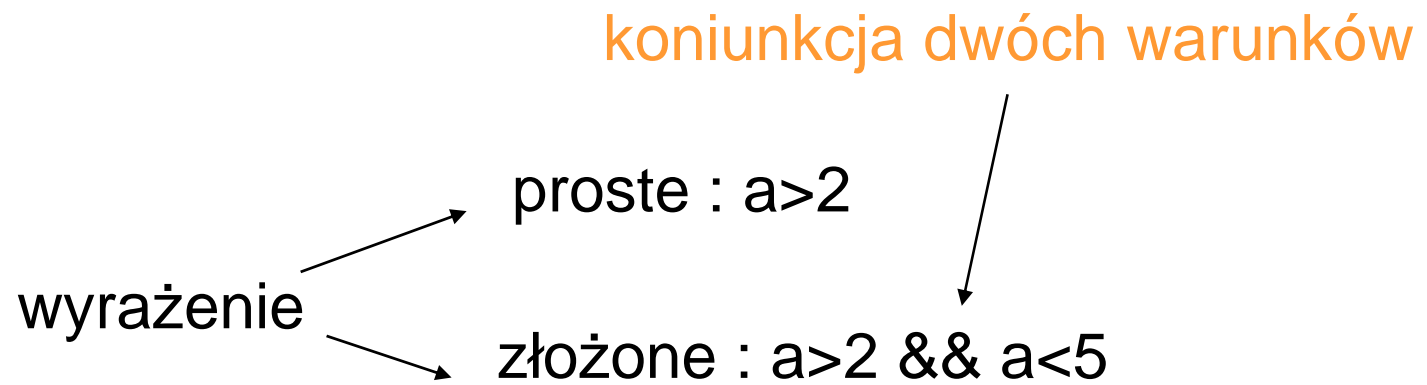 koniunkcja dwóch warunków
proste : a>2
wyrażenie
złożone : a>2 && a<5